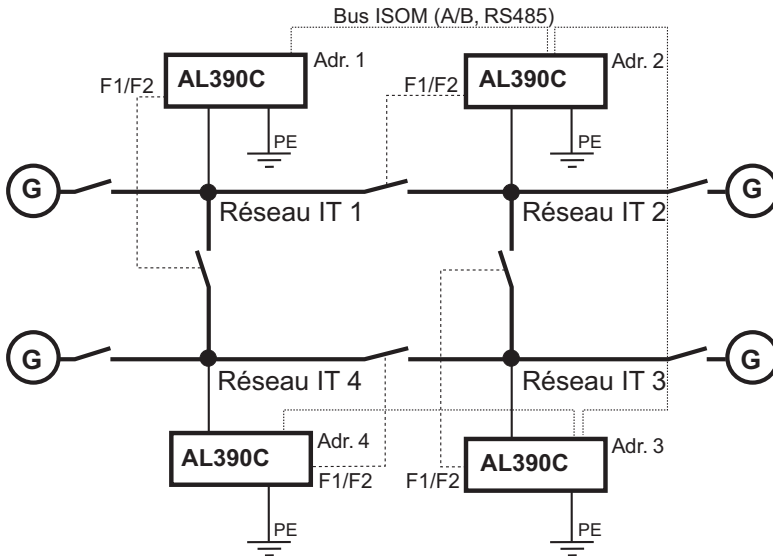 Bus ISOM (A/B, RS485)
Adr. 1
Adr. 2
AL390C
AL390C
F1/F2
F1/F2
PE
PE
G
G
Réseau IT 1
Réseau IT 2
G
G
Réseau IT 4
Réseau IT 3
Adr. 4
Adr. 3
AL390C
AL390C
F1/F2
F1/F2
PE
PE